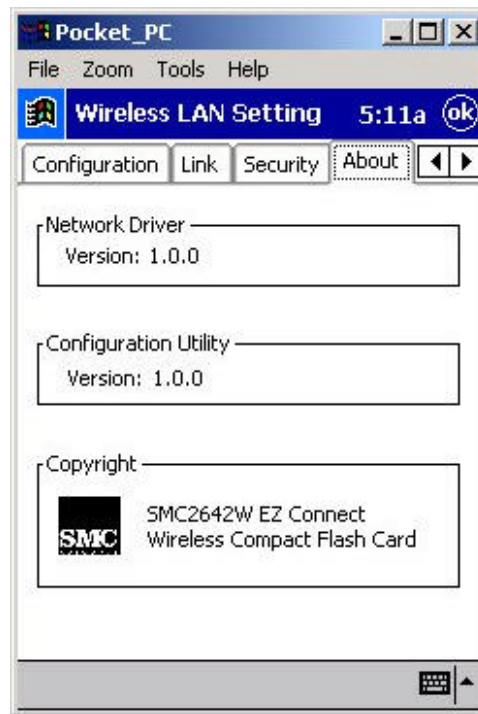 Pocket_PC
File Zoom Tools Help
Wireless LAN Setting 5:11a ok
Configuration Link Security About
Network Driver
Version: 1.0.0
Configuration Utility
Version: 1.0.0
Copyright
SMC
SMC2642W EZ Connect
Wireless Compact Flash Card